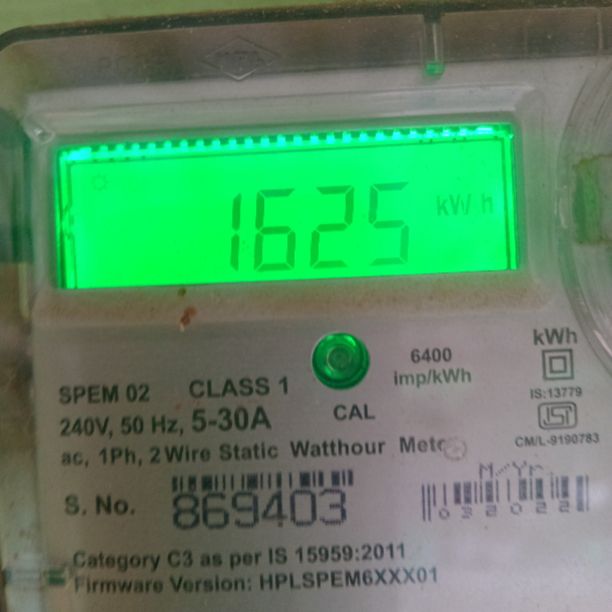 1625 kWh
kWh
6400
imp/kWh
IS:13779
SPEM 02 CLASS 1
240V, 50 Hz, 5-30A
CAL
CM/L-9190783
ac, 1Ph, 2 Wire Static Watthour
M/Yr.
S. No. 869403
032022
Category C3 as per IS 15959:2011
Firmware Version: HPLSPEM6XXX01